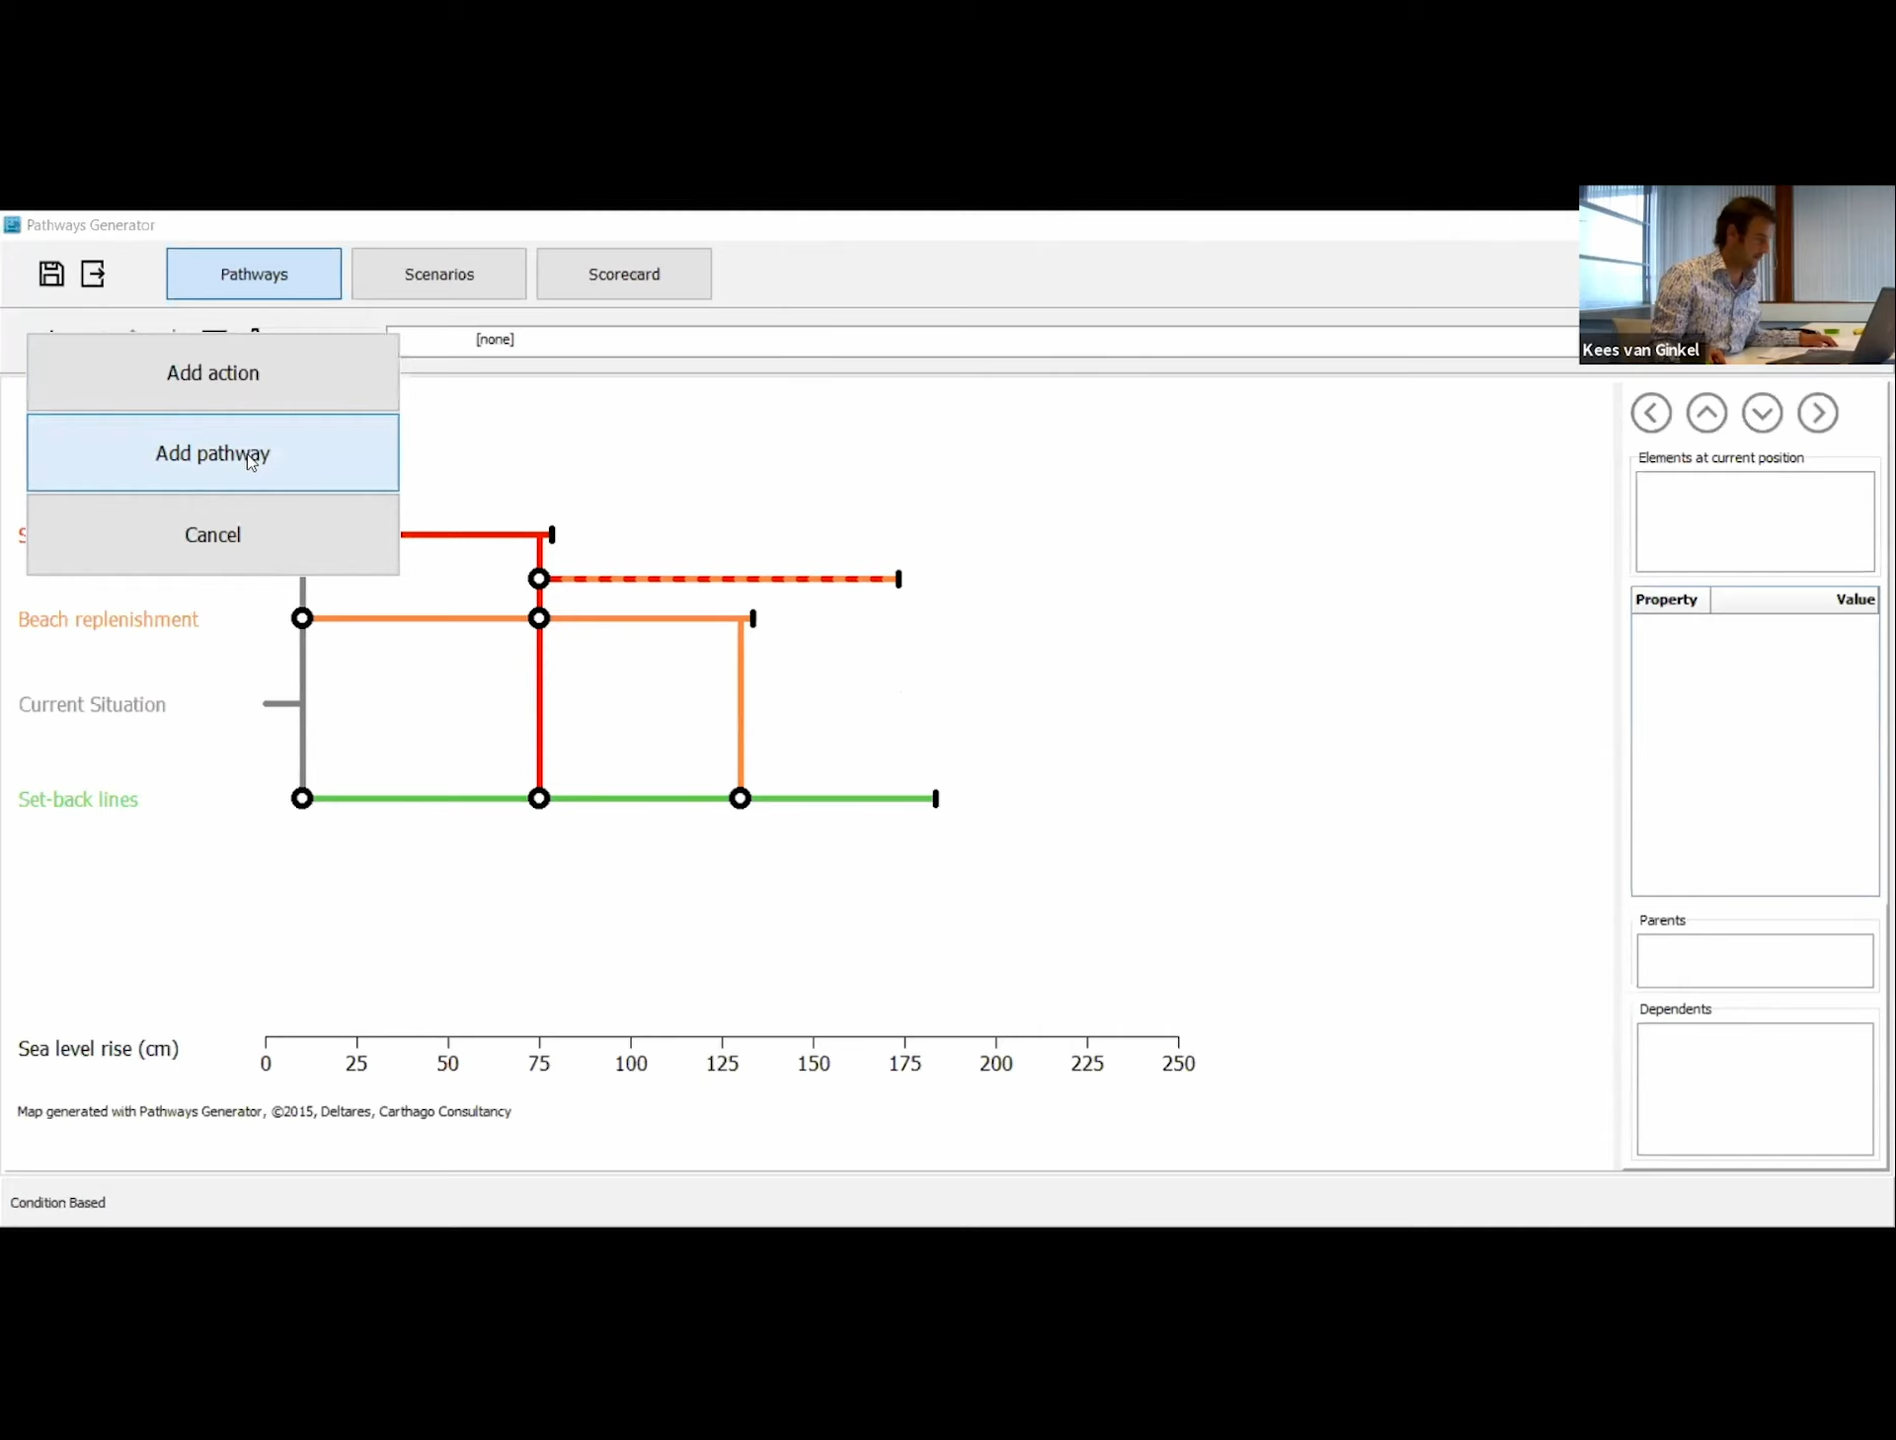 Pathways Generator
Pathways
Scenarios
Scorecard
[none]
Kees van Ginkel
Add action
Add pathway
Cancel
Elements at current position
Property
Value
Beach replenishment
Current Situation
Set-back lines
Parents
Dependents
Sea level rise (cm)
0 25 50 75 100 125 150 175 200 225 250
Map generated with Pathways Generator, ©2015, Deltares, Carthago Consultancy
Condition Based